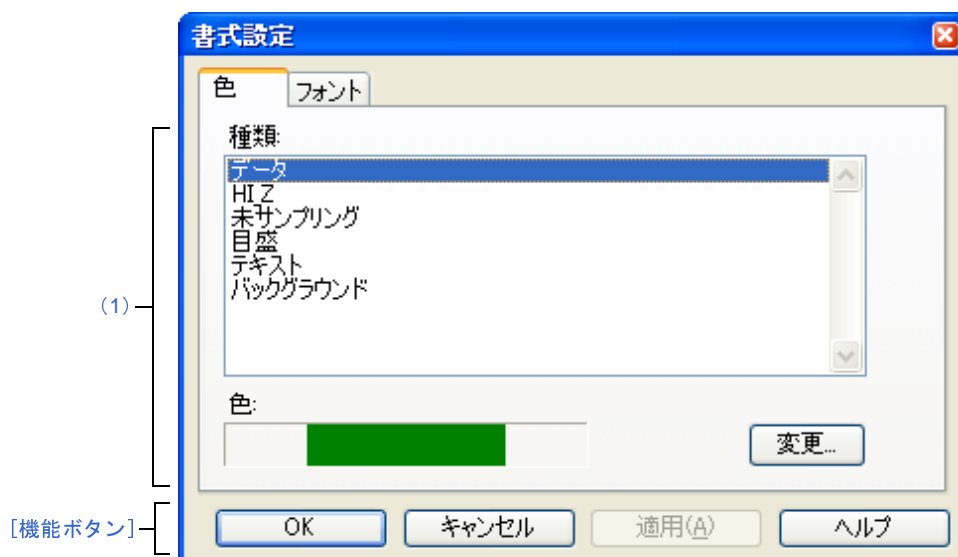 書式設定
色
フォント
種類:
データ
HI Z
未サンプリング
目盛
テキスト
バックグラウンド
(1)
色:
変更...
[機能ボタン]
OK
キャンセル
適用(A)
ヘルプ